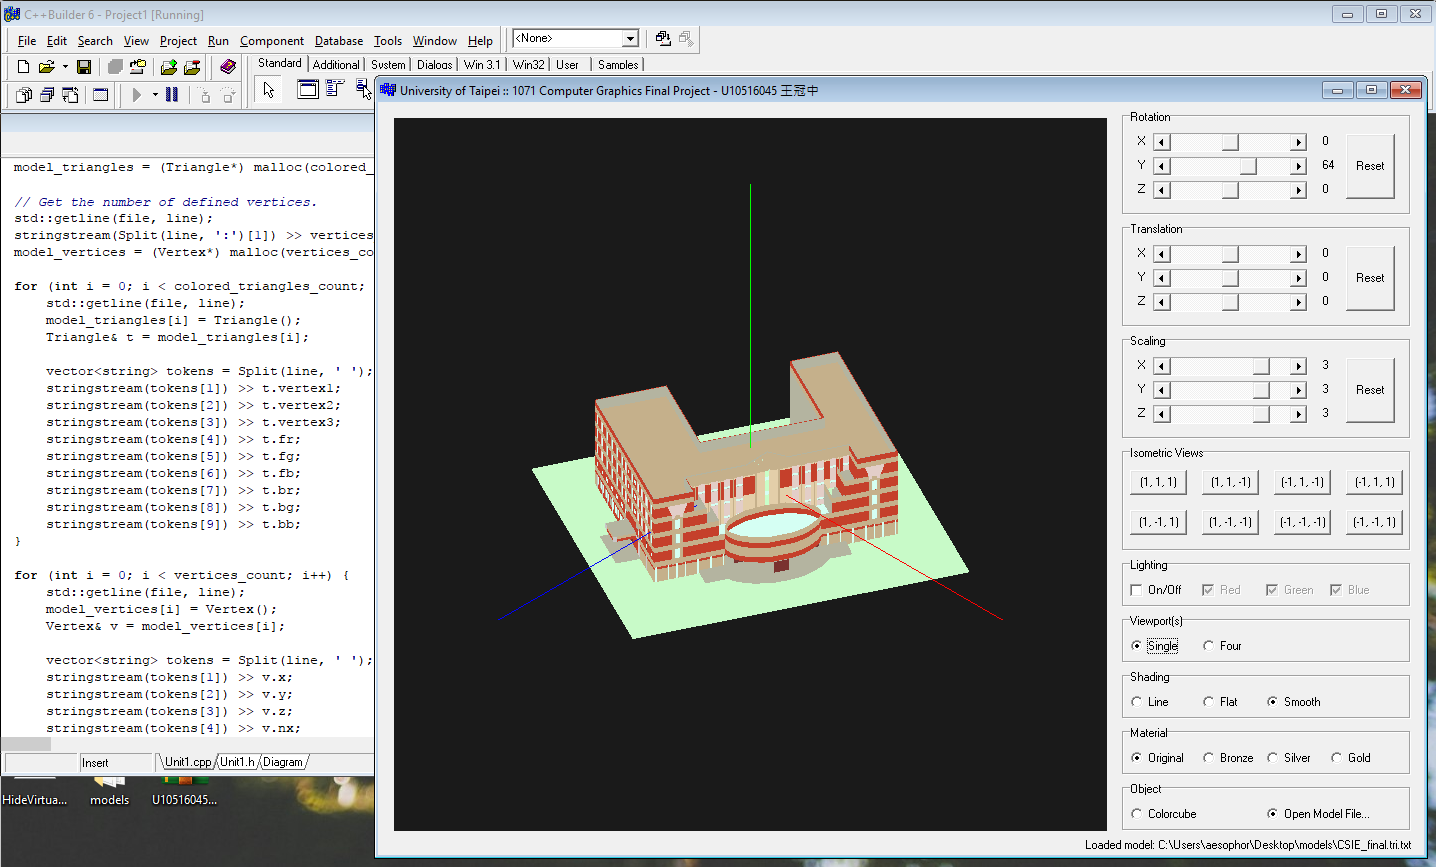 C++Builder 6 - Project1 [Running]
File Edit Search View Project Run Component Database Tools Window Help
<None>
Standard Additional System Dialogs Win 3.1 Win32 User Samples
University of Taipei :: 1071 Computer Graphics Final Project - U10516045 王冠中
model_triangles = (Triangle*) malloc(colored_
// Get the number of defined vertices.
std::getline(file, line);
stringstream(Split(line, ':')[1]) >> vertices
model_vertices = (Vertex*) malloc(vertices_co
for (int i = 0; i < colored_triangles_count;
std::getline(file, line);
model_triangles[i] = Triangle();
Triangle& t = model_triangles[i];
vector<string> tokens = Split(line, ' ');
stringstream(tokens[1]) >> t.vertex1;
stringstream(tokens[2]) >> t.vertex2;
stringstream(tokens[3]) >> t.vertex3;
stringstream(tokens[4]) >> t.fr;
stringstream(tokens[5]) >> t.fg;
stringstream(tokens[6]) >> t.fb;
stringstream(tokens[7]) >> t.br;
stringstream(tokens[8]) >> t.bg;
stringstream(tokens[9]) >> t.bb;
}
for (int i = 0; i < vertices_count; i++) {
std::getline(file, line);
model_vertices[i] = Vertex();
Vertex& v = model_vertices[i];
vector<string> tokens = Split(line, ' ');
stringstream(tokens[1]) >> v.x;
stringstream(tokens[2]) >> v.y;
stringstream(tokens[3]) >> v.z;
stringstream(tokens[4]) >> v.nx;
Insert
Unit1.cpp Unit1.h Diagram
HideVirtua... models U10516045...
Rotation
X 0
Y 64
Z 0
Reset
Translation
X 0
Y 0
Z 0
Reset
Scaling
X 3
Y 3
Z 3
Reset
Isometric Views
(1, 1, 1) (1, 1, -1) (-1, 1, -1) (-1, 1, 1)
(1, -1, 1) (1, -1, -1) (-1, -1, -1) (-1, -1, 1)
Lighting
On/Off Red Green Blue
Viewport(s)
Single Four
Shading
Line Flat Smooth
Material
Original Bronze Silver Gold
Object
Colorcube Open Model File...
Loaded model: C:\Users\aesophor\Desktop\models\CSIE_final.tri.txt